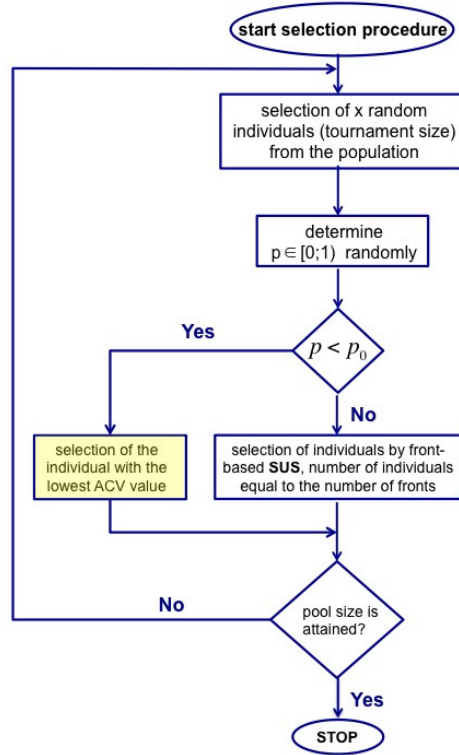 start selection procedure
selection of x random
individuals (tournament size)
from the population
determine
p∈[0;1) randomly
p < p₀
Yes
No
selection of the
individual with the
lowest ACV value
selection of individuals by front-
based SUS, number of individuals
equal to the number of fronts
No
pool size is
attained?
Yes
STOP